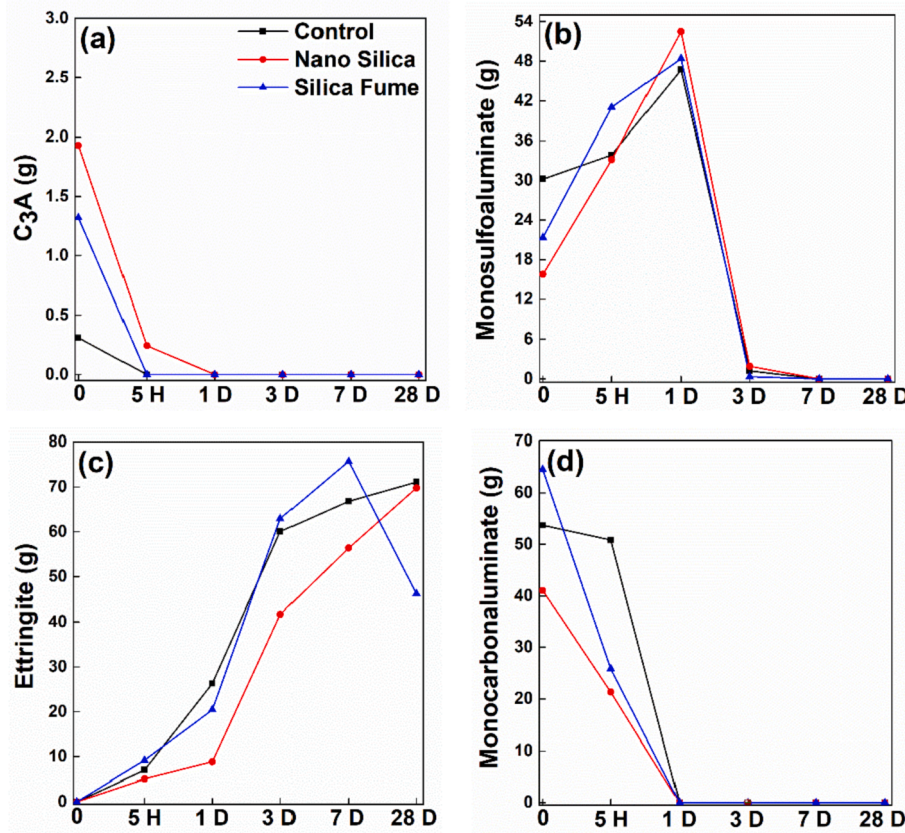 (a)
Control
Nano Silica
Silica Fume
C3A (g)
3.0
2.5
2.0
1.5
1.0
0.5
0.0
0 5 H 1 D 3 D 7 D 28 D
(b)
Monosulfoaluminate (g)
60
54
48
42
36
30
24
18
12
6
0
0 5 H 1 D 3 D 7 D 28 D
(c)
Ettringite (g)
80
70
60
50
40
30
20
10
0
0 5 H 1 D 3 D 7 D 28 D
(d)
Monocarbonaluminate (g)
70
60
50
40
30
20
10
0
0 5 H 1 D 3 D 7 D 28 D